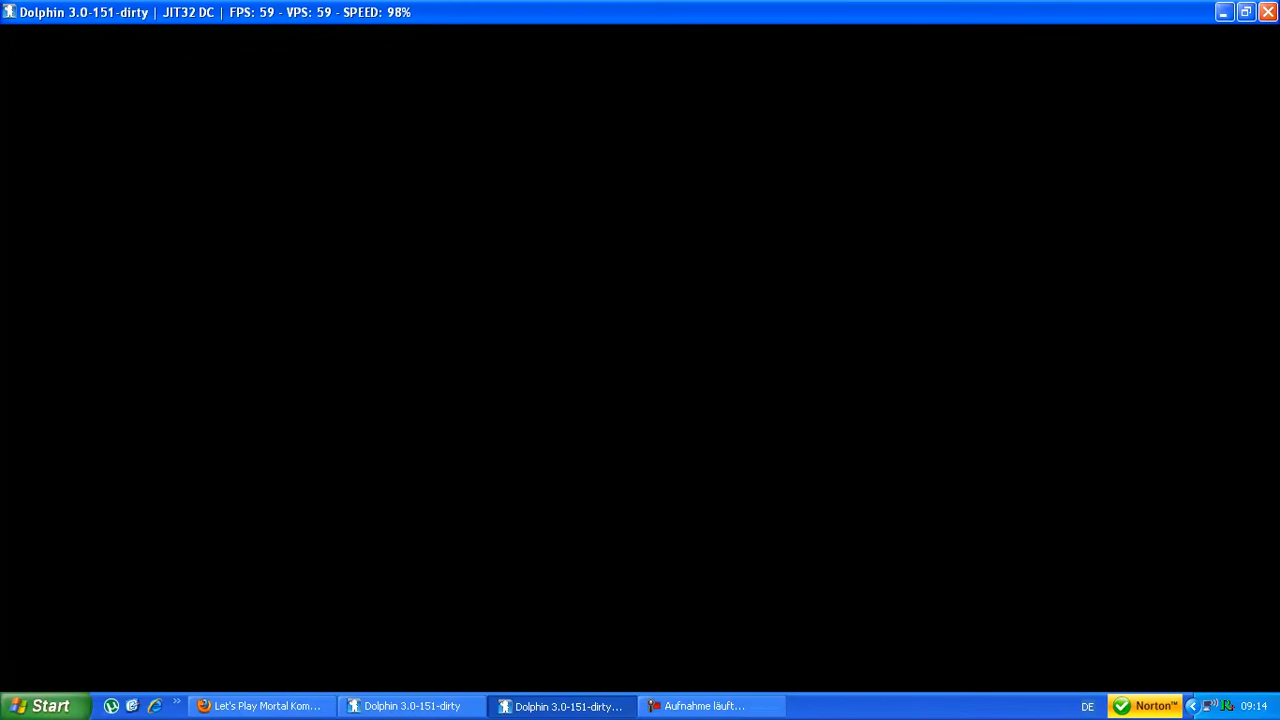 Dolphin 3.0-151-dirty | JIT32 DC | FPS: 59 - VPS: 59 - SPEED: 98%
Start
Let's Play Mortal Kom...
Dolphin 3.0-151-dirty
Dolphin 3.0-151-dirty...
Aufnahme läuft...
DE
Norton™
09:14